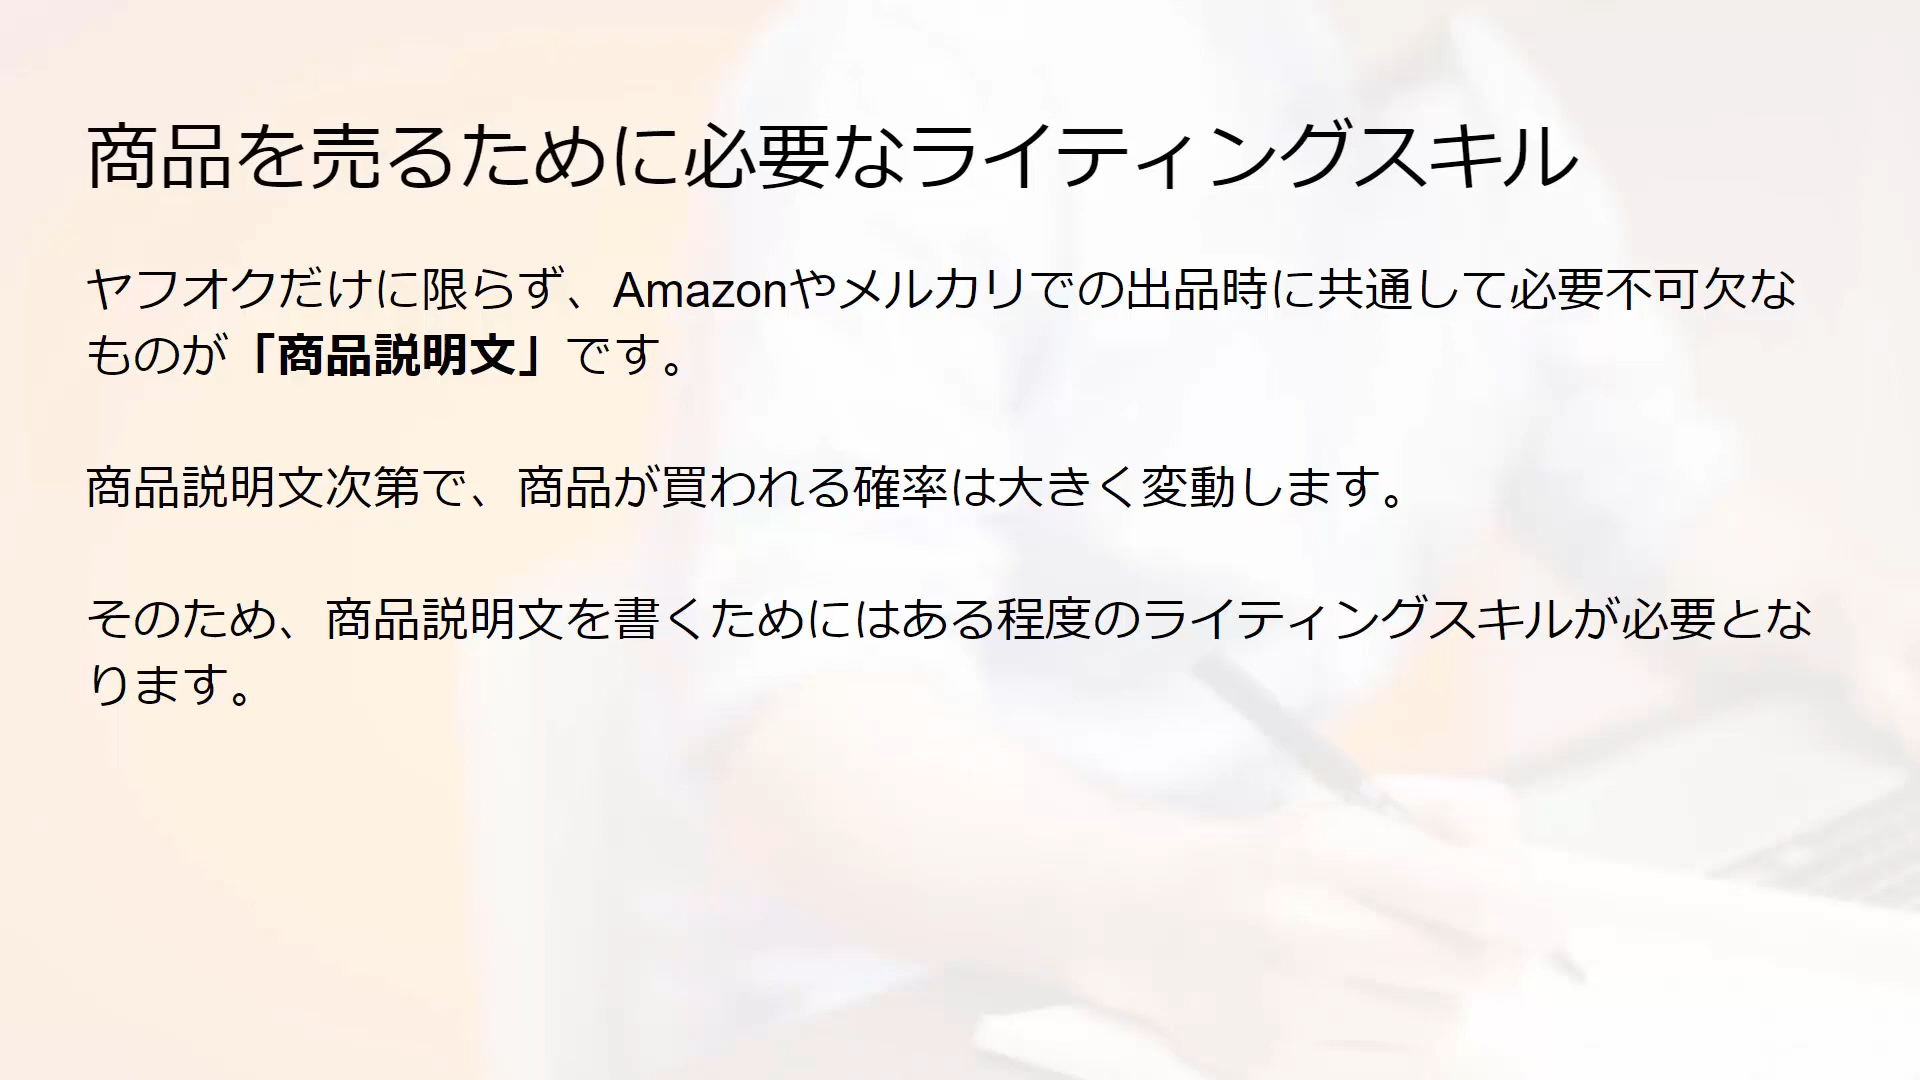 商品を売るために必要なライティングスキル
ヤフオクだけに限らず、Amazonやメルカリでの出品時に共通して必要不可欠な
ものが「商品説明文」です。
商品説明文次第で、商品が買われる確率は大きく変動します。
そのため、商品説明文を書くためにはある程度のライティングスキルが必要とな
ります。